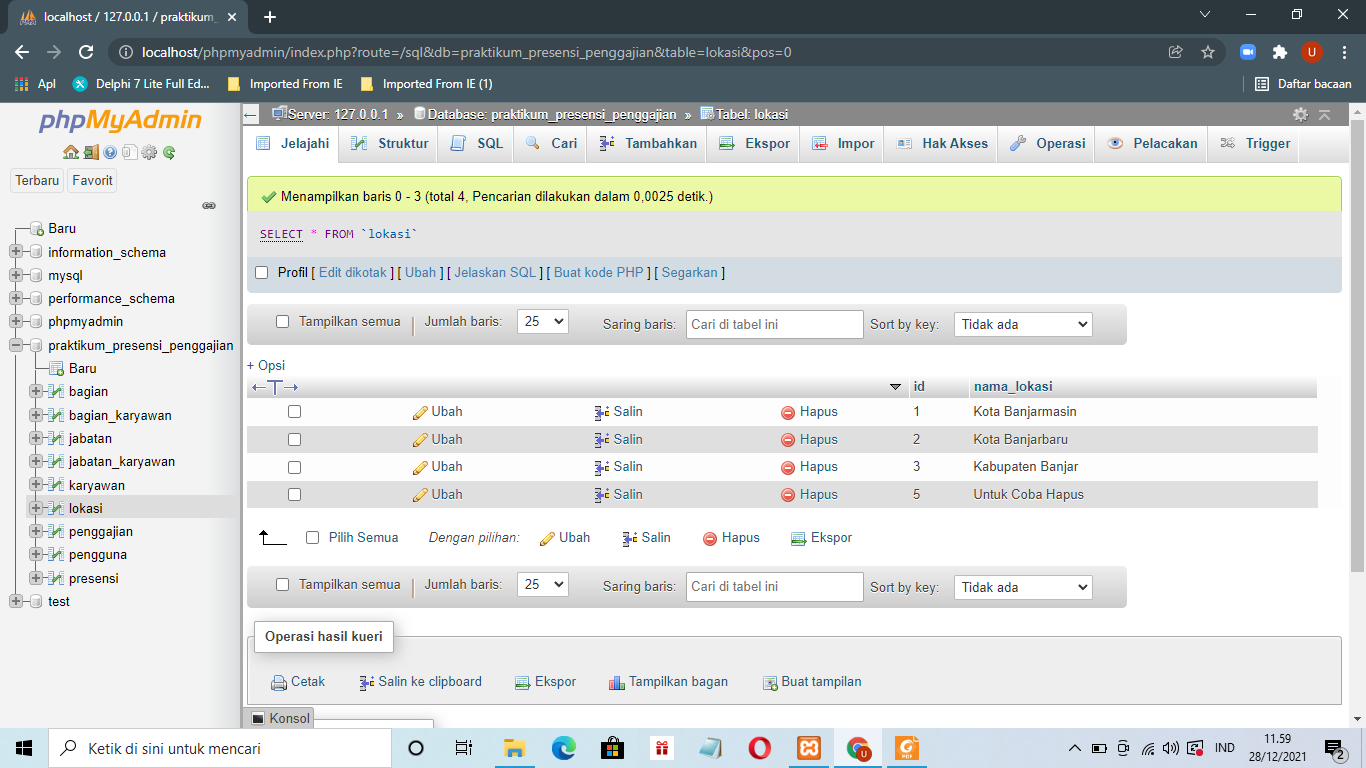 localhost / 127.0.0.1 / praktikum_
localhost/phpmyadmin/index.php?route=/sql&db=praktikum_presensi_penggajian&table=lokasi&pos=0
U
Apl
Delphi 7 Lite Full Ed...
Imported From IE
Imported From IE (1)
Daftar bacaan
phpMyAdmin
Terbaru Favorit
Baru
information_schema
mysql
performance_schema
phpmyadmin
praktikum_presensi_penggajian
Baru
bagian
bagian_karyawan
jabatan
jabatan_karyawan
karyawan
lokasi
penggajian
pengguna
presensi
test
Server: 127.0.0.1 » Database: praktikum_presensi_penggajian » Tabel: lokasi
Jelajahi Struktur SQL Cari Tambahkan Ekspor Impor Hak Akses Operasi Pelacakan Trigger
Menampilkan baris 0 - 3 (total 4, Pencarian dilakukan dalam 0,0025 detik.)
SELECT * FROM `lokasi`
Profil [ Edit dikotak ] [ Ubah ] [ Jelaskan SQL ] [ Buat kode PHP ] [ Segarkan ]
Tampilkan semua | Jumlah baris: 25 Saring baris: Cari di tabel ini Sort by key: Tidak ada
+ Opsi
←T→ id nama_lokasi
Ubah Salin Hapus 1 Kota Banjarmasin
Ubah Salin Hapus 2 Kota Banjarbaru
Ubah Salin Hapus 3 Kabupaten Banjar
Ubah Salin Hapus 5 Untuk Coba Hapus
Pilih Semua Dengan pilihan: Ubah Salin Hapus Ekspor
Tampilkan semua | Jumlah baris: 25 Saring baris: Cari di tabel ini Sort by key: Tidak ada
Operasi hasil kueri
Cetak Salin ke clipboard Ekspor Tampilkan bagan Buat tampilan
Konsol
Ketik di sini untuk mencari
U
IND
11.59
28/12/2021
2